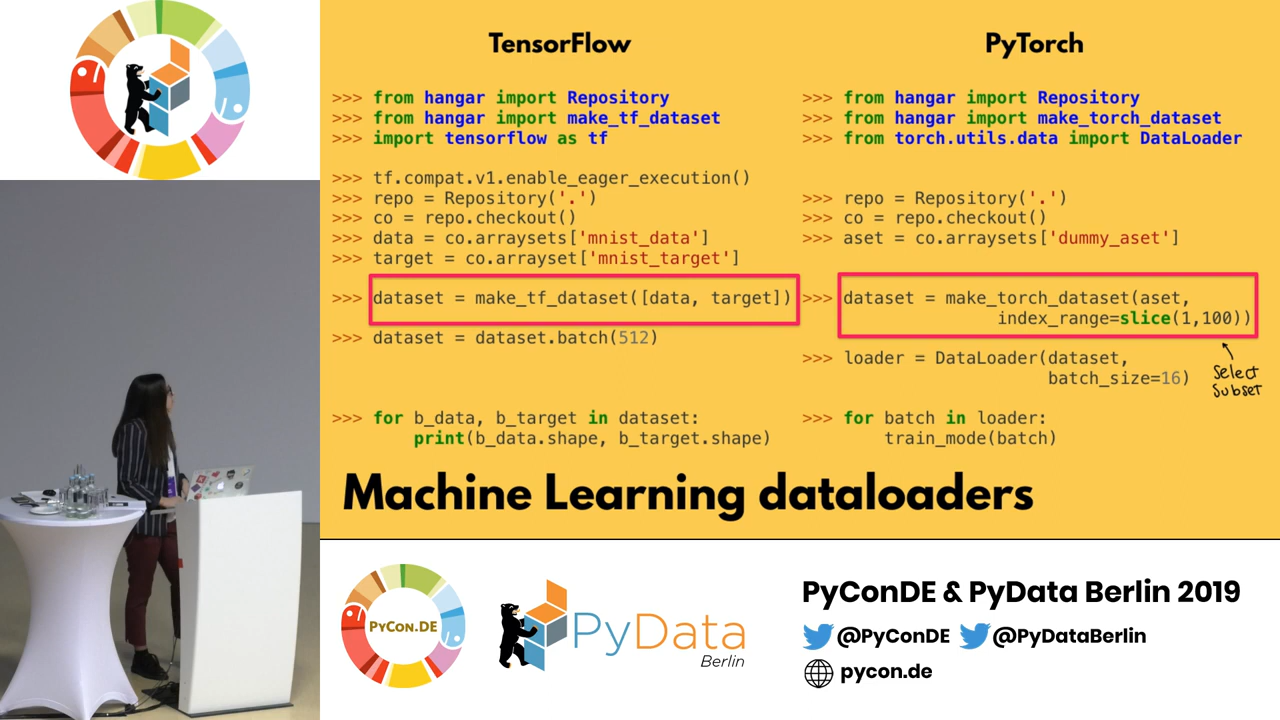 TensorFlow
>>> from hangar import Repository
>>> from hangar import make_tf_dataset
>>> import tensorflow as tf
>>> tf.compat.v1.enable_eager_execution()
>>> repo = Repository('.')
>>> co = repo.checkout()
>>> data = co.arraysets['mnist_data']
>>> target = co.arrayset['mnist_target']
>>> dataset = make_tf_dataset([data, target])
>>> dataset = dataset.batch(512)
>>> for b_data, b_target in dataset:
print(b_data.shape, b_target.shape)
PyTorch
>>> from hangar import Repository
>>> from hangar import make_torch_dataset
>>> from torch.utils.data import DataLoader
>>> repo = Repository('.')
>>> co = repo.checkout()
>>> aset = co.arraysets['dummy_aset']
>>> dataset = make_torch_dataset(aset,
index_range=slice(1,100))
>>> loader = DataLoader(dataset,
batch_size=16)
Select
Subset
>>> for batch in loader:
train_mode(batch)
Machine Learning dataloaders
PYCON.DE
PyData
Berlin
PyConDE & PyData Berlin 2019
@PyConDE @PyDataBerlin
pycon.de